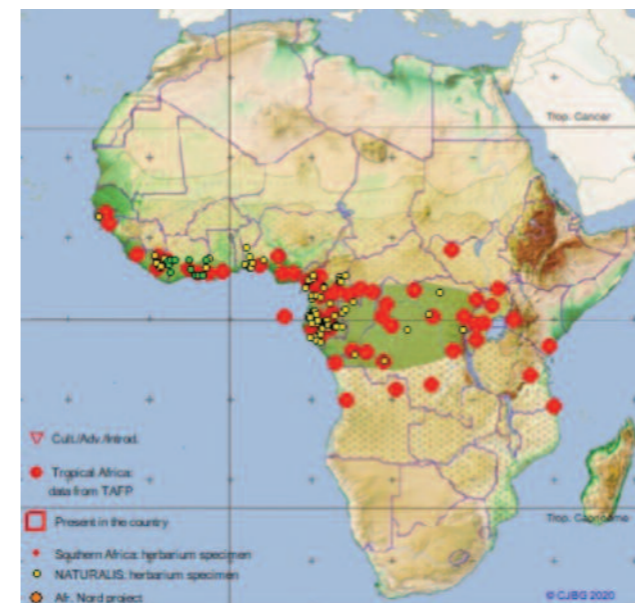 Trop. Cancer
Cult./Adv./Introd.
Tropical Africa:
data from TAFP
Present in the country
Trop. Capricorne
Southern Africa: herbarium specimen
NATURALIS: herbarium specimen
Afr. Nord project
© CJBG 2020